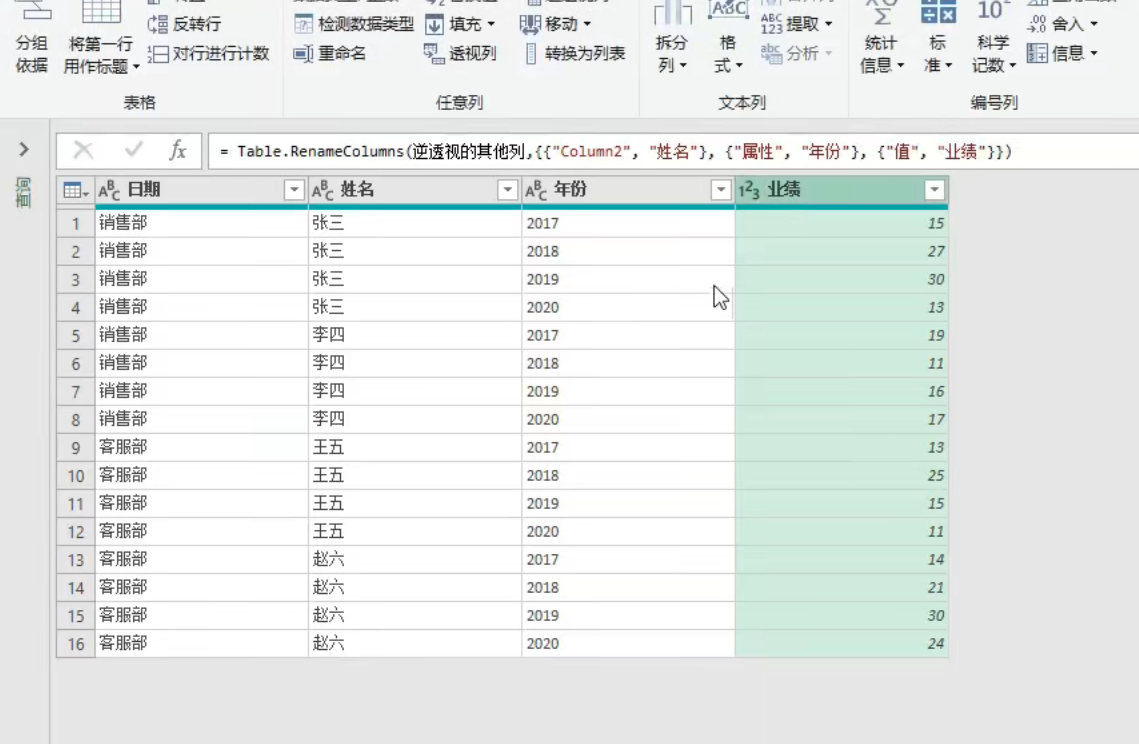 反转行 检测数据类型 填充 移动 ABC 123 提取 .00 舍入
分组 将第一行 拆分 格 统计 标 科学
依据 用作标题 对行进行计数 重命名 透视列 转换为列表 列 式 abc 分析 信息 准 记数 信息
表格 任意列 文本列 编号列
fx = Table.RenameColumns(逆透视的其他列,{{"Column2", "姓名"}, {"属性", "年份"}, {"值", "业绩"}})
查询
ABC 日期 ABC 姓名 ABC 年份 123 业绩
1 销售部 张三 2017 15
2 销售部 张三 2018 27
3 销售部 张三 2019 30
4 销售部 张三 2020 13
5 销售部 李四 2017 19
6 销售部 李四 2018 11
7 销售部 李四 2019 16
8 销售部 李四 2020 17
9 客服部 王五 2017 13
10 客服部 王五 2018 25
11 客服部 王五 2019 15
12 客服部 王五 2020 11
13 客服部 赵六 2017 14
14 客服部 赵六 2018 21
15 客服部 赵六 2019 30
16 客服部 赵六 2020 24